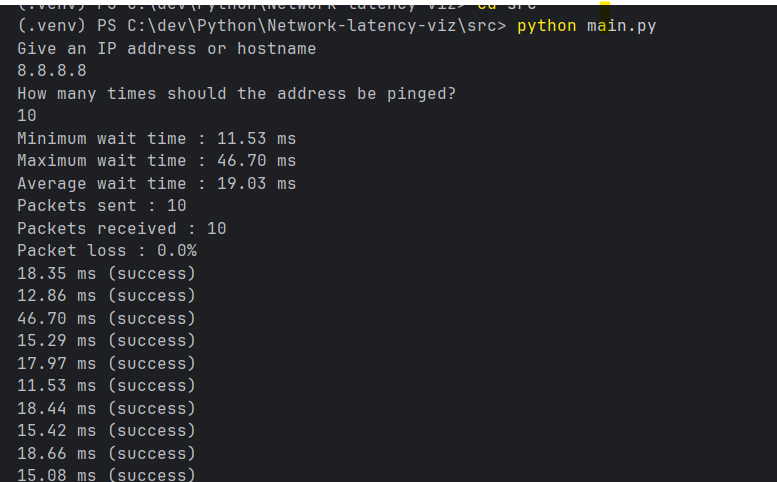 (.venv) PS C:\dev\Python\Network-latency-viz> cd src
(.venv) PS C:\dev\Python\Network-latency-viz\src> python main.py
Give an IP address or hostname
8.8.8.8
How many times should the address be pinged?
10
Minimum wait time : 11.53 ms
Maximum wait time : 46.70 ms
Average wait time : 19.03 ms
Packets sent : 10
Packets received : 10
Packet loss : 0.0%
18.35 ms (success)
12.86 ms (success)
46.70 ms (success)
15.29 ms (success)
17.97 ms (success)
11.53 ms (success)
18.44 ms (success)
15.42 ms (success)
18.66 ms (success)
15.08 ms (success)